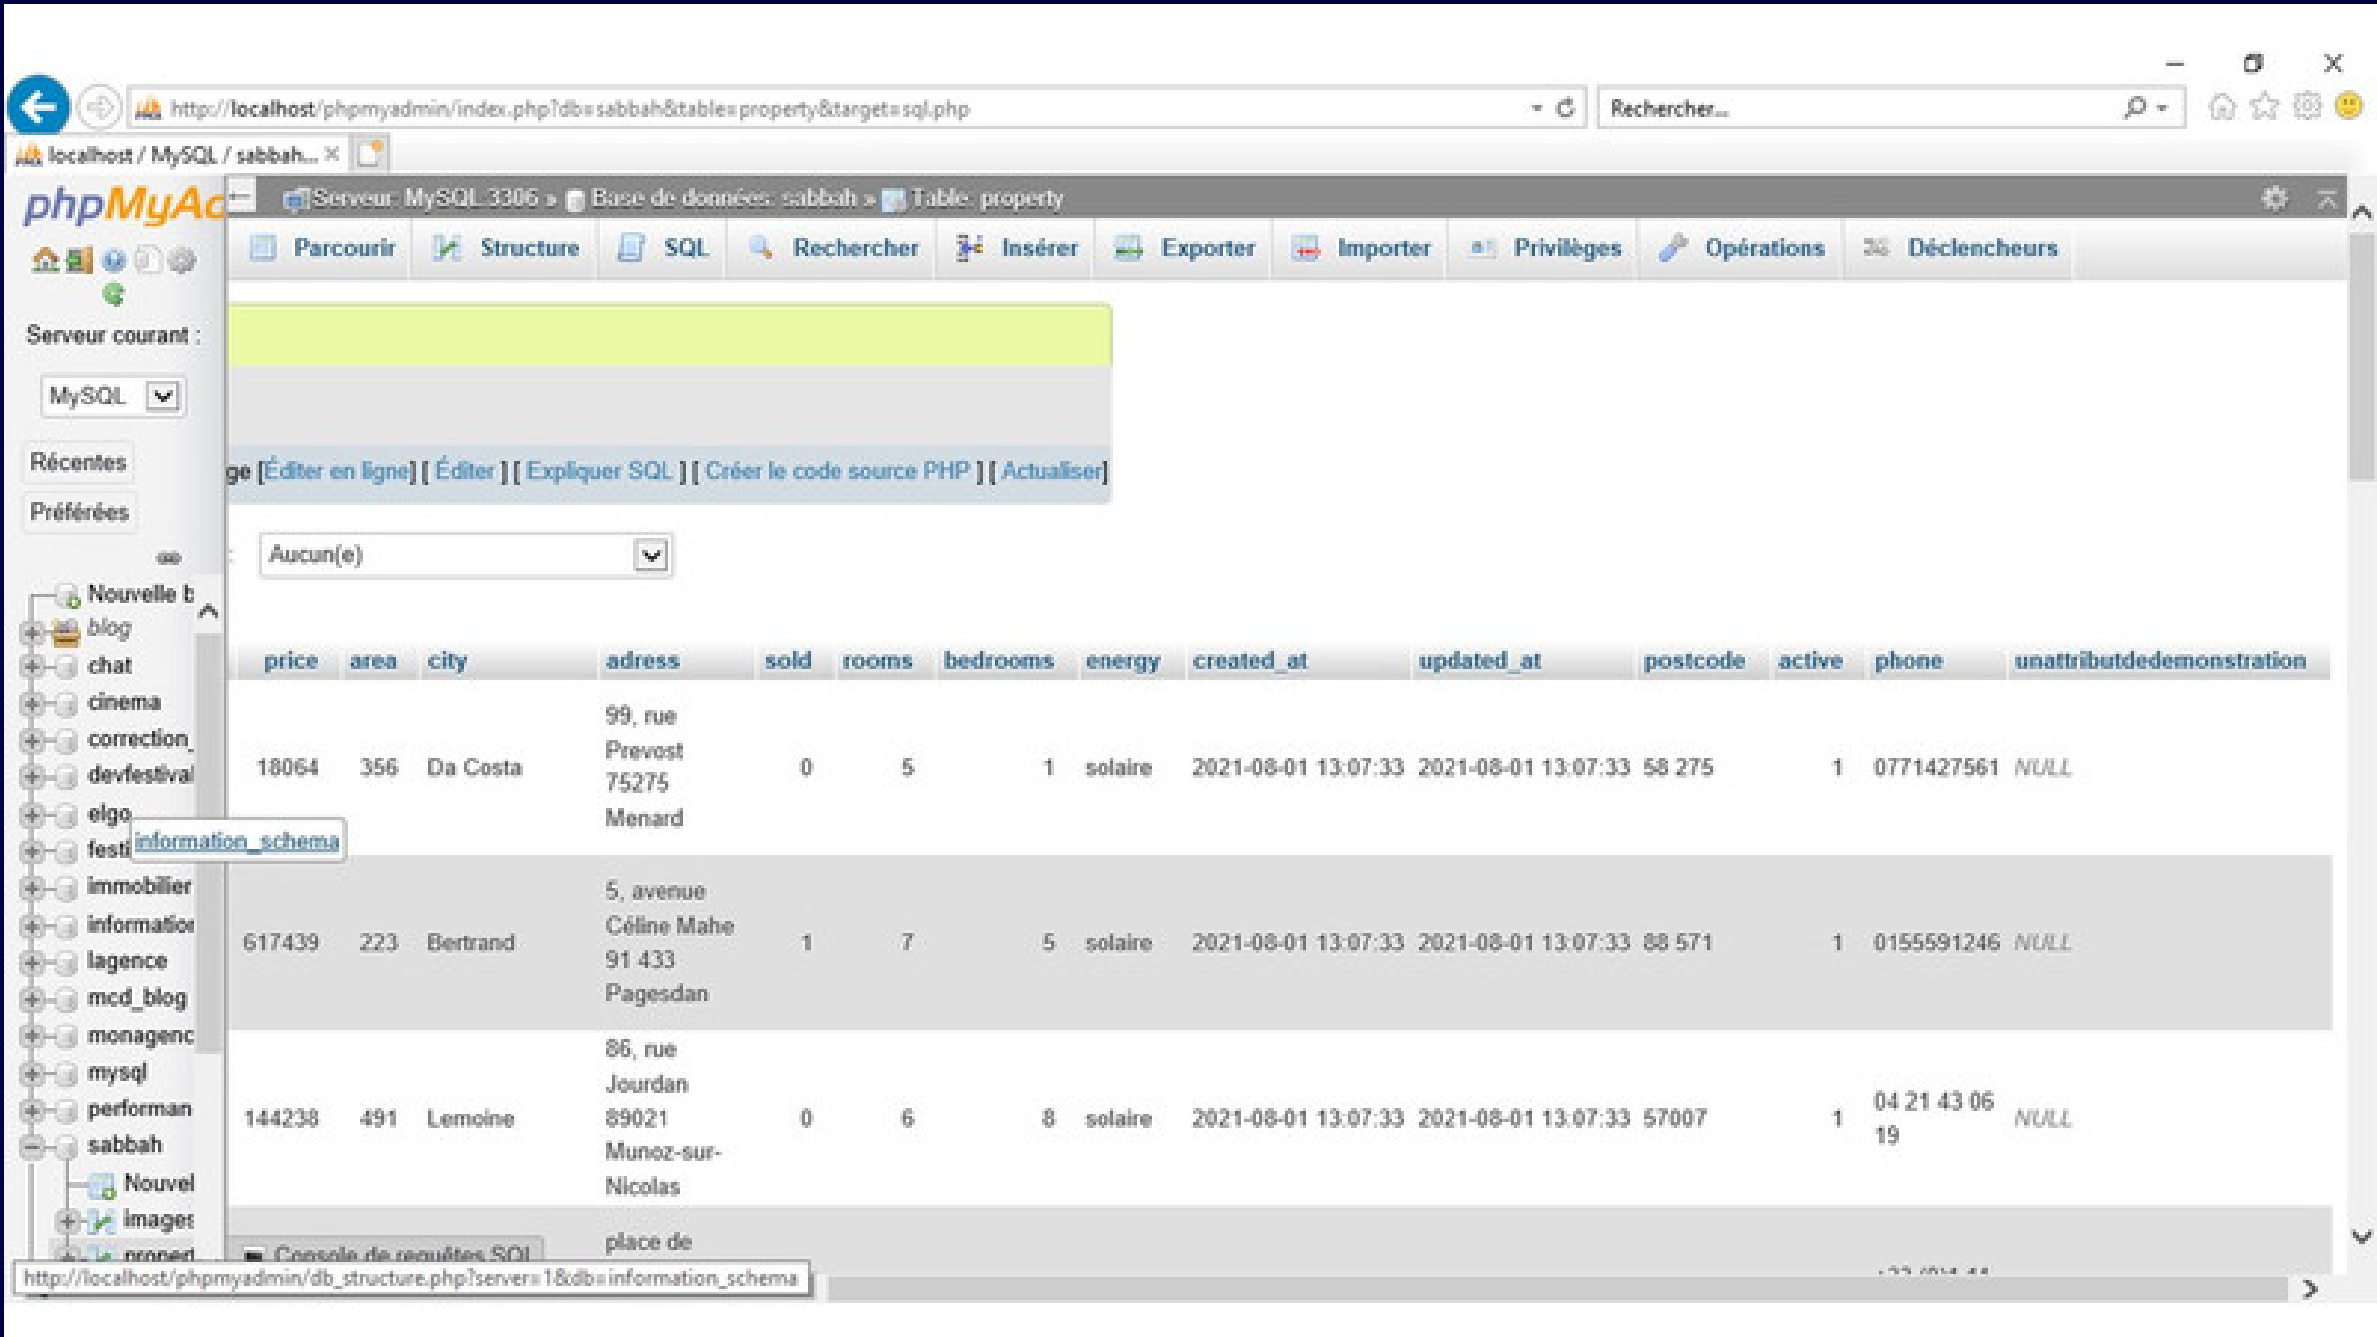 http://localhost/phpmyadmin/index.php?db=sabbah&table=property&target=sql.php
Rechercher...
localhost / MySQL / sabbah...
phpMyAd
Serveur: MySQL:3306 » Base de données: sabbah » Table: property
Parcourir Structure SQL Rechercher Insérer Exporter Importer Privilèges Opérations Déclencheurs
Serveur courant :
MySQL
Récentes
Préférées
ge [Éditer en ligne] [ Éditer ] [ Expliquer SQL ] [ Créer le code source PHP ] [ Actualiser]
: Aucun(e)
Nouvelle b
blog
chat
cinema
correction_
devfestival
elgo
festi
information_schema
immobilier
information
lagence
mcd_blog
monagenc
mysql
performan
sabbah
Nouvel
images
propert
price area city adress sold rooms bedrooms energy created_at updated_at postcode active phone unattributdedemonstration
99, rue
Prevost
18064 356 Da Costa 0 5 1 solaire 2021-08-01 13:07:33 2021-08-01 13:07:33 58 275 1 0771427561 NULL
75275
Menard
5, avenue
Céline Mahe
617439 223 Bertrand 1 7 5 solaire 2021-08-01 13:07:33 2021-08-01 13:07:33 88 571 1 0155591246 NULL
91 433
Pagesdan
86, rue
Jourdan
144238 491 Lemoine 89021 0 6 8 solaire 2021-08-01 13:07:33 2021-08-01 13:07:33 57007 1 04 21 43 06 NULL
19
Munoz-sur-
Nicolas
place de
Console de requêtes SQL
http://localhost/phpmyadmin/db_structure.php?server=1&db=information_schema